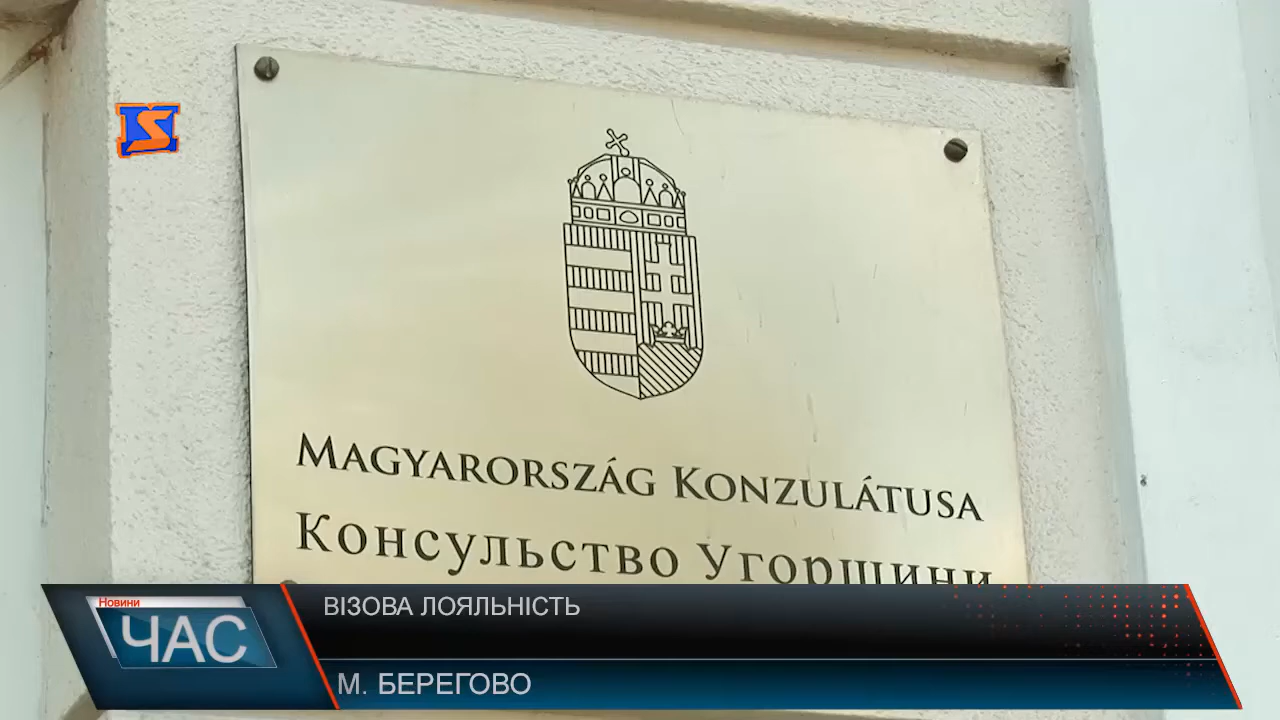 MAGYARORSZÁG KONZULÁTUSA
Консульство Угорщини
Новини
ЧАС
ВІЗОВА ЛОЯЛЬНІСТЬ
М. БЕРЕГОВО